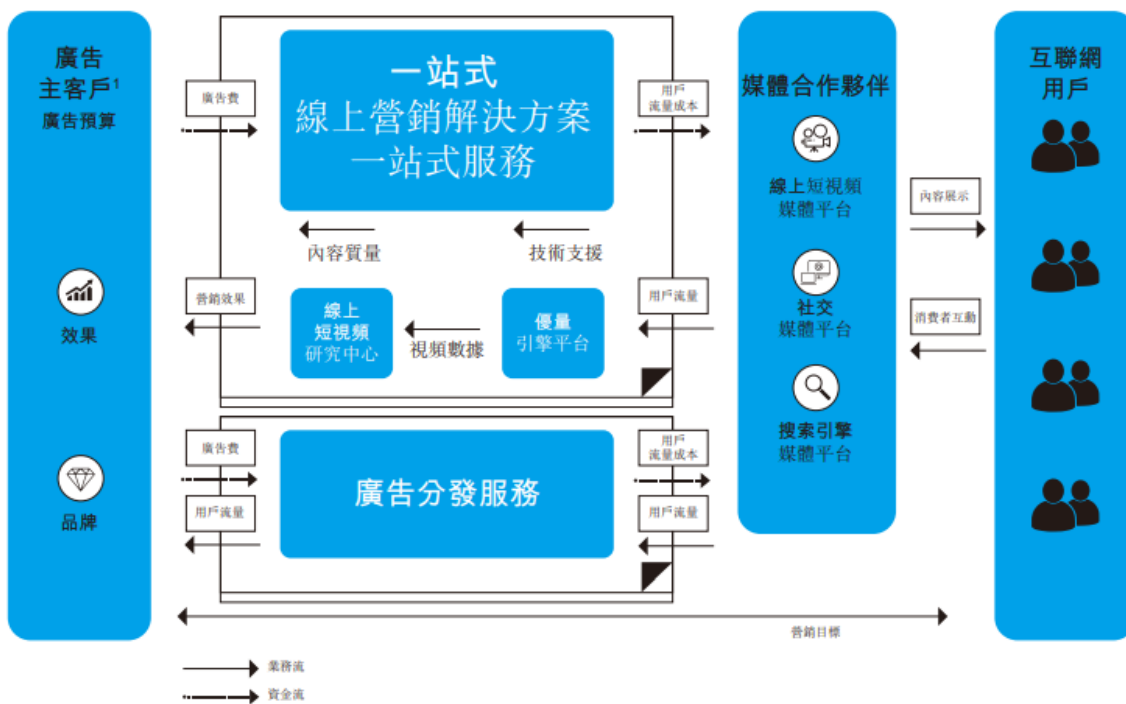 廣告
主客戶¹
廣告預算
效果
品牌
廣告費
一站式
線上營銷解決方案
一站式服務
用戶
流量成本
內容質量
技術支援
營銷效果
線上
短視頻
研究中心
視頻數據
優量
引擎平台
用戶流量
廣告費
用戶流量
廣告分發服務
用戶
流量成本
用戶流量
媒體合作夥伴
線上短視頻
媒體平台
社交
媒體平台
搜索引擎
媒體平台
內容展示
消費者互動
互聯網
用戶
營銷目標
業務流
資金流